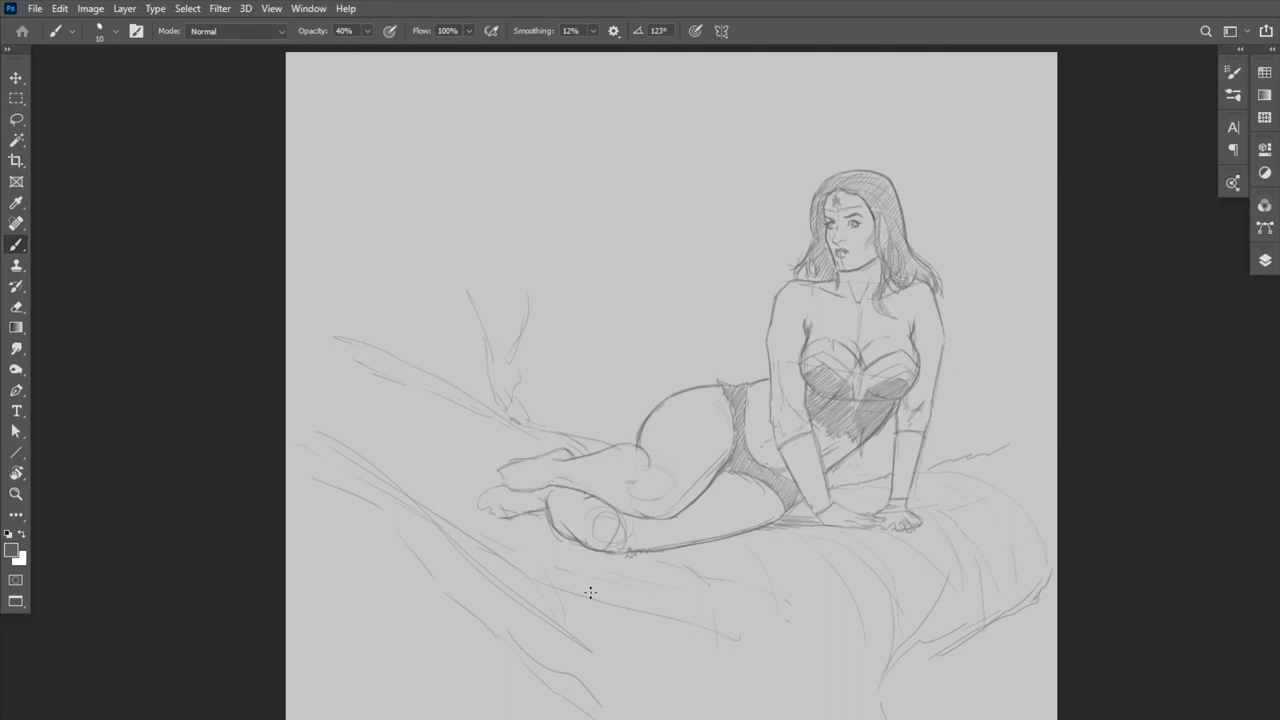 Ps File Edit Image Layer Type Select Filter 3D View Window Help
10 Mode: Normal Opacity: 40% Flow: 100% Smoothing: 12% 123°